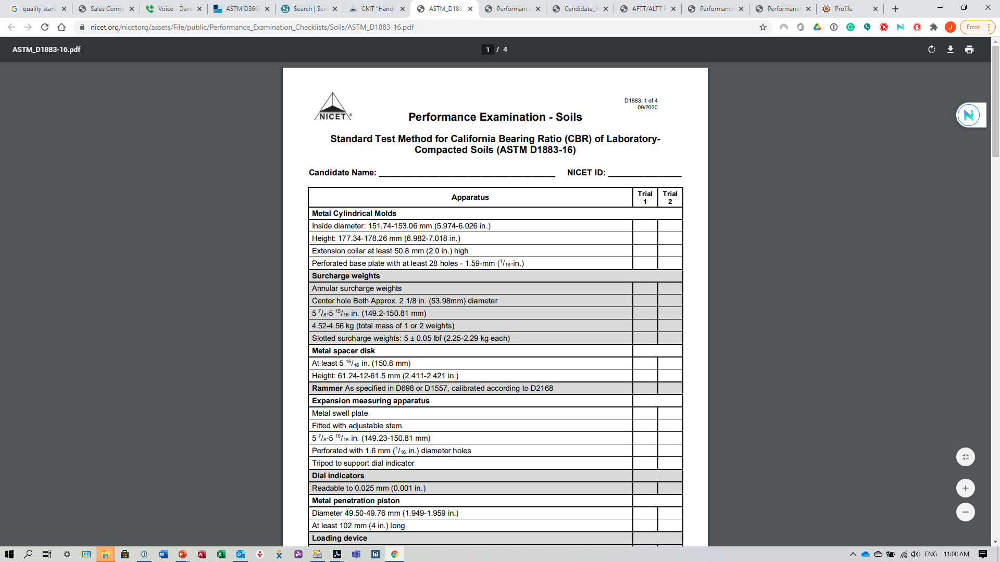 quality stand
Sales Compe
Voice - Dave
ASTM D366
Search | Scri
CMT "Hands
ASTM_D188
Performance
Candidate_P
AFTT/ALTT P
Performance
Performance
Profile
nicet.org/nicetorg/assets/File/public/Performance_Examination_Checklists/Soils/ASTM_D1883-16.pdf
J
Error
ASTM_D1883-16.pdf
1 / 4
NICET
D1883: 1 of 4
09/2020
Performance Examination - Soils
Standard Test Method for California Bearing Ratio (CBR) of Laboratory-
Compacted Soils (ASTM D1883-16)
Candidate Name: ______ NICET ID: ______
Apparatus Trial 1 Trial 2
Metal Cylindrical Molds
Inside diameter: 151.74-153.06 mm (5.974-6.026 in.)
Height: 177.34-178.26 mm (6.982-7.018 in.)
Extension collar at least 50.8 mm (2.0 in.) high
Perforated base plate with at least 28 holes - 1.59-mm (1/16-in.)
Surcharge weights
Annular surcharge weights
Center hole Both Approx. 2 1/8 in. (53.98mm) diameter
5 7/8-5 15/16 in. (149.2-150.81 mm)
4.52-4.56 kg (total mass of 1 or 2 weights)
Slotted surcharge weights: 5 ± 0.05 lbf (2.25-2.29 kg each)
Metal spacer disk
At least 5 15/16 in. (150.8 mm)
Height: 61.24-12-61.5 mm (2.411-2.421 in.)
Rammer As specified in D698 or D1557, calibrated according to D2168
Expansion measuring apparatus
Metal swell plate
Fitted with adjustable stem
5 7/8-5 15/16 in. (149.23-150.81 mm)
Perforated with 1.6 mm (1/16 in.) diameter holes
Tripod to support dial indicator
Dial indicators
Readable to 0.025 mm (0.001 in.)
Metal penetration piston
Diameter 49.50-49.76 mm (1.949-1.959 in.)
At least 102 mm (4 in.) long
Loading device
ENG 11:08 AM